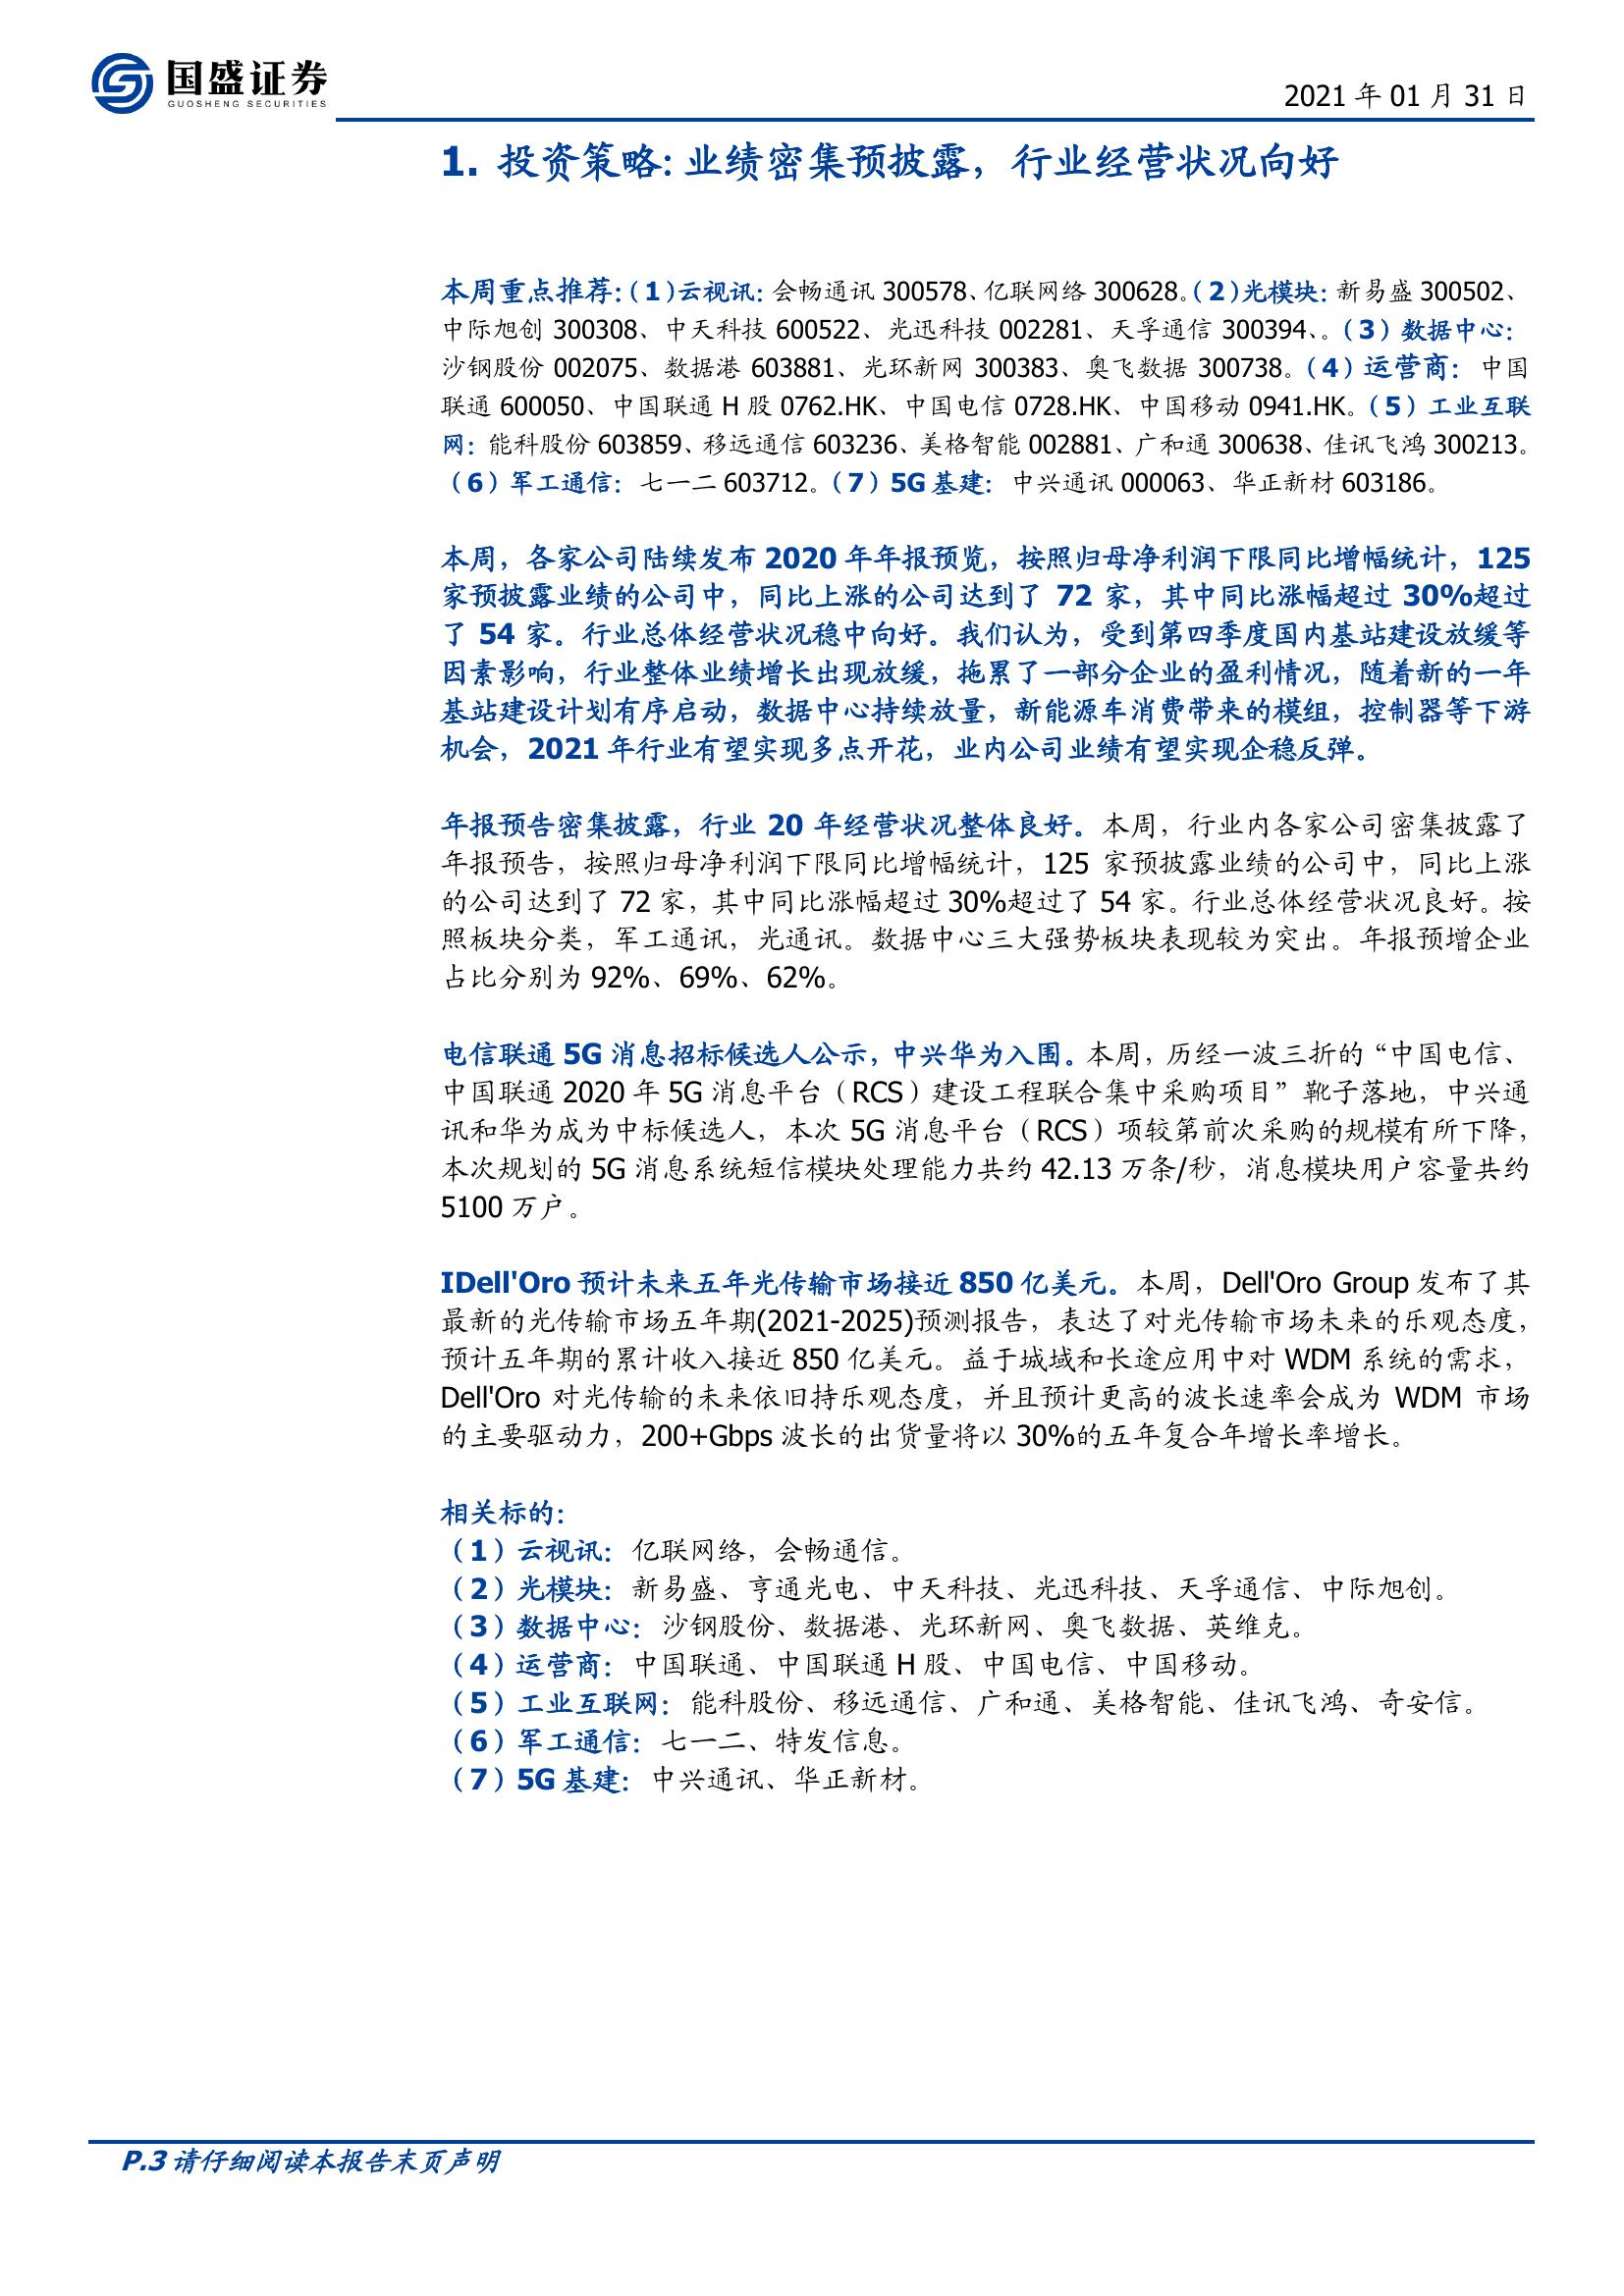 国盛证券
GUOSHENG SECURITIES
2021 年 01 月 31 日
1. 投资策略: 业绩密集预披露，行业经营状况向好
本周重点推荐:（1）云视讯: 会畅通讯 300578、亿联网络 300628。（2）光模块: 新易盛 300502、
中际旭创 300308、中天科技 600522、光迅科技 002281、天孚通信 300394、。（3）数据中心:
沙钢股份 002075、数据港 603881、光环新网 300383、奥飞数据 300738。（4）运营商: 中国
联通 600050、中国联通 H 股 0762.HK、中国电信 0728.HK、中国移动 0941.HK。（5）工业互联
网: 能科股份 603859、移远通信 603236、美格智能 002881、广和通 300638、佳讯飞鸿 300213。
（6）军工通信: 七一二 603712。（7）5G 基建: 中兴通讯 000063、华正新材 603186。
本周，各家公司陆续发布 2020 年年报预览，按照归母净利润下限同比增幅统计，125
家预披露业绩的公司中，同比上涨的公司达到了 72 家，其中同比涨幅超过 30%超过
了 54 家。行业总体经营状况稳中向好。我们认为，受到第四季度国内基站建设放缓等
因素影响，行业整体业绩增长出现放缓，拖累了一部分企业的盈利情况，随着新的一年
基站建设计划有序启动，数据中心持续放量，新能源车消费带来的模组，控制器等下游
机会，2021 年行业有望实现多点开花，业内公司业绩有望实现企稳反弹。
年报预告密集披露，行业 20 年经营状况整体良好。本周，行业内各家公司密集披露了
年报预告，按照归母净利润下限同比增幅统计，125 家预披露业绩的公司中，同比上涨
的公司达到了 72 家，其中同比涨幅超过 30%超过了 54 家。行业总体经营状况良好。按
照板块分类，军工通讯，光通讯。数据中心三大强势板块表现较为突出。年报预增企业
占比分别为 92%、69%、62%。
电信联通 5G 消息招标候选人公示，中兴华为入围。本周，历经一波三折的“中国电信、
中国联通 2020 年 5G 消息平台（RCS）建设工程联合集中采购项目”靴子落地，中兴通
讯和华为成为中标候选人，本次 5G 消息平台（RCS）项较第前次采购的规模有所下降，
本次规划的 5G 消息系统短信模块处理能力共约 42.13 万条/秒，消息模块用户容量共约
5100 万户。
IDell'Oro 预计未来五年光传输市场接近 850 亿美元。本周，Dell'Oro Group 发布了其
最新的光传输市场五年期(2021-2025)预测报告，表达了对光传输市场未来的乐观态度，
预计五年期的累计收入接近 850 亿美元。益于城域和长途应用中对 WDM 系统的需求，
Dell'Oro 对光传输的未来依旧持乐观态度，并且预计更高的波长速率会成为 WDM 市场
的主要驱动力，200+Gbps 波长的出货量将以 30%的五年复合年增长率增长。
相关标的:
（1）云视讯: 亿联网络，会畅通信。
（2）光模块: 新易盛、亨通光电、中天科技、光迅科技、天孚通信、中际旭创。
（3）数据中心: 沙钢股份、数据港、光环新网、奥飞数据、英维克。
（4）运营商: 中国联通、中国联通 H 股、中国电信、中国移动。
（5）工业互联网: 能科股份、移远通信、广和通、美格智能、佳讯飞鸿、奇安信。
（6）军工通信: 七一二、特发信息。
（7）5G 基建: 中兴通讯、华正新材。
P.3 请仔细阅读本报告末页声明